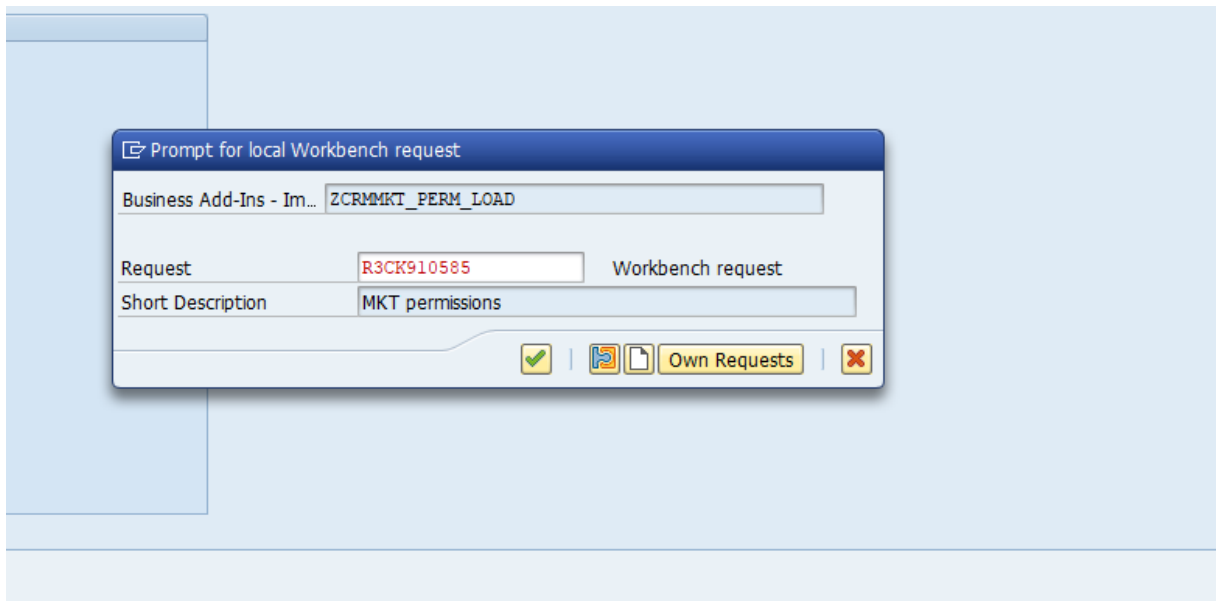 Prompt for local Workbench request
Business Add-Ins - Im... ZCRMMKT_PERM_LOAD
Request R3CK910585 Workbench request
Short Description MKT permissions
Own Requests